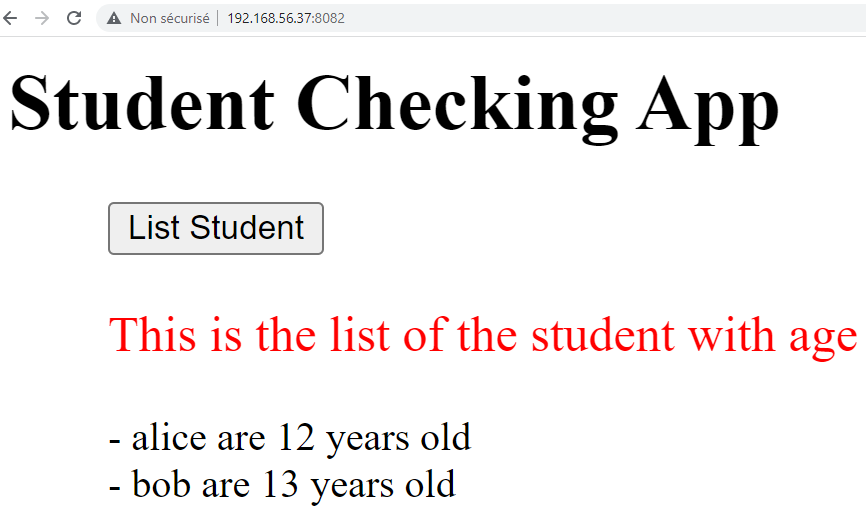 Non sécurisé | 192.168.56.37:8082
Student Checking App
List Student
This is the list of the student with age
- alice are 12 years old
- bob are 13 years old